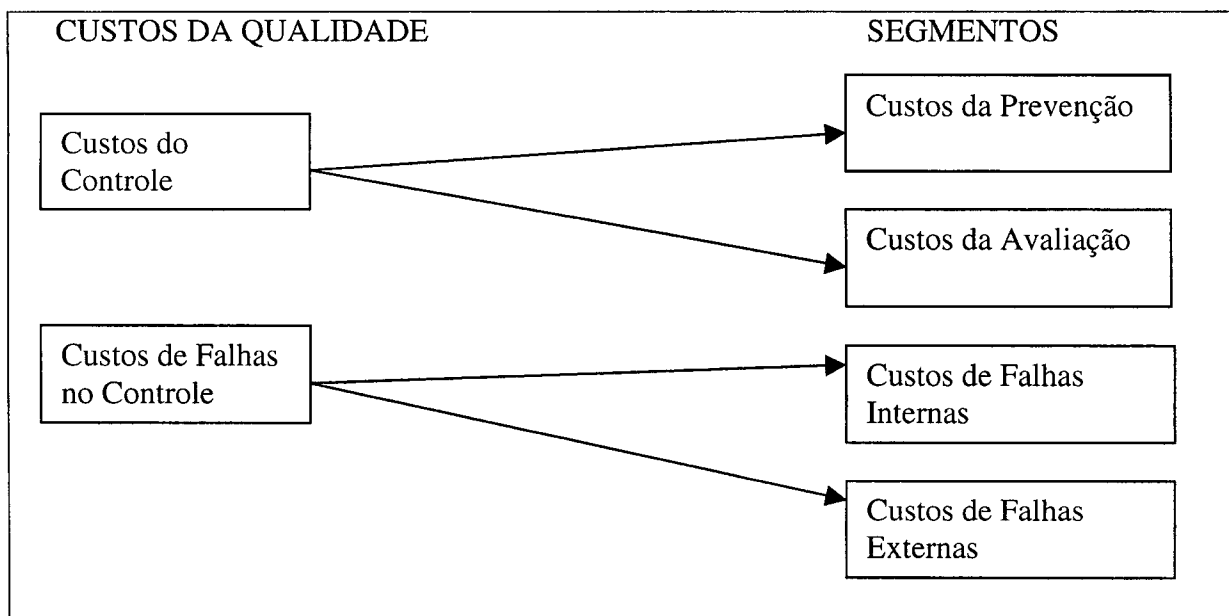 CUSTOS DA QUALIDADE
SEGMENTOS
Custos do
Controle
Custos da Prevenção
Custos da Avaliação
Custos de Falhas
no Controle
Custos de Falhas
Internas
Custos de Falhas
Externas